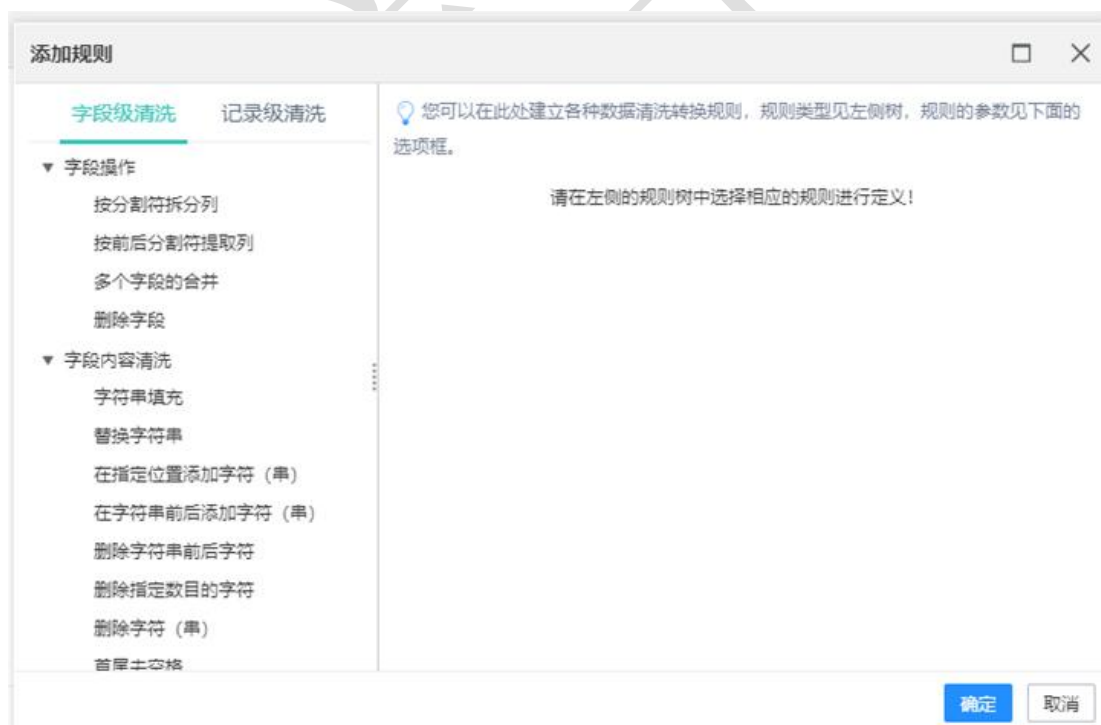 添加规则
字段级清洗 记录级清洗
您可以在此处建立各种数据清洗转换规则，规则类型见左侧树，规则的参数见下面的
选项框。
请在左侧的规则树中选择相应的规则进行定义！
字段操作
按分割符拆分列
按前后分割符提取列
多个字段的合并
删除字段
字段内容清洗
字符串填充
替换字符串
在指定位置添加字符（串）
在字符串前后添加字符（串）
删除字符串前后字符
删除指定数目的字符
删除字符（串）
首尾去空格
确定 取消